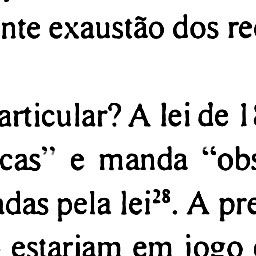 nte exaustão dos re
articular? A lei de 1
cas” e manda “obs
adas pela lei²⁸. A pre
estariam em jogo